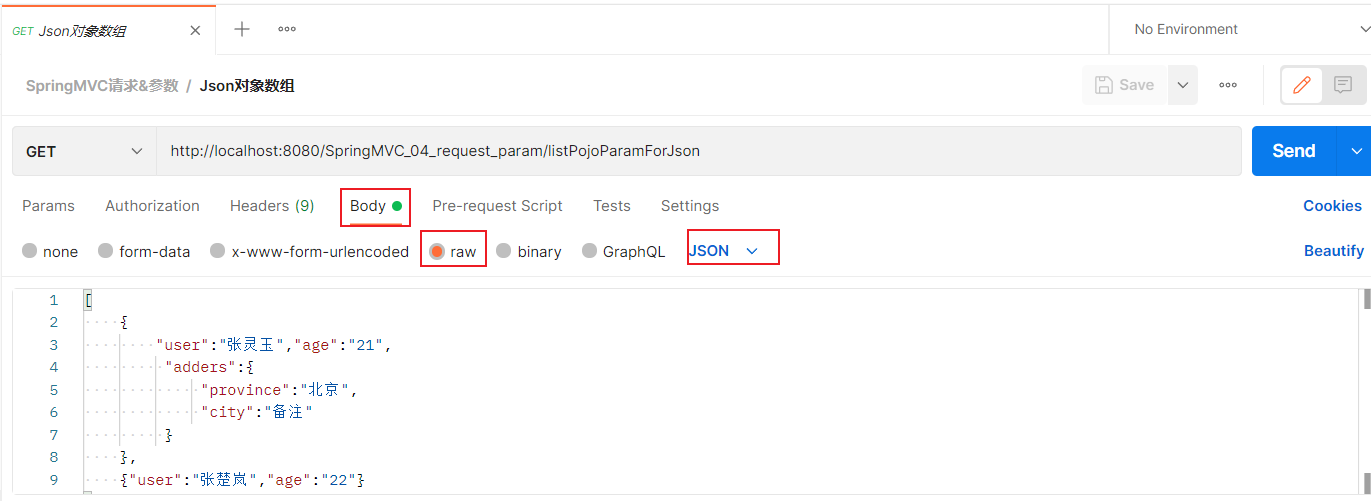 GET Json对象数组
No Environment
SpringMVC请求&参数 / Json对象数组
Save
GET
http://localhost:8080/SpringMVC_04_request_param/listPojoParamForJson
Send
Params Authorization Headers (9) Body Pre-request Script Tests Settings Cookies
none form-data x-www-form-urlencoded raw binary GraphQL JSON Beautify
1 [
2 {
3 "user":"张灵玉","age":"21",
4 "adders":{
5 "province":"北京",
6 "city":"备注"
7 }
8 },
9 {"user":"张楚岚","age":"22"}